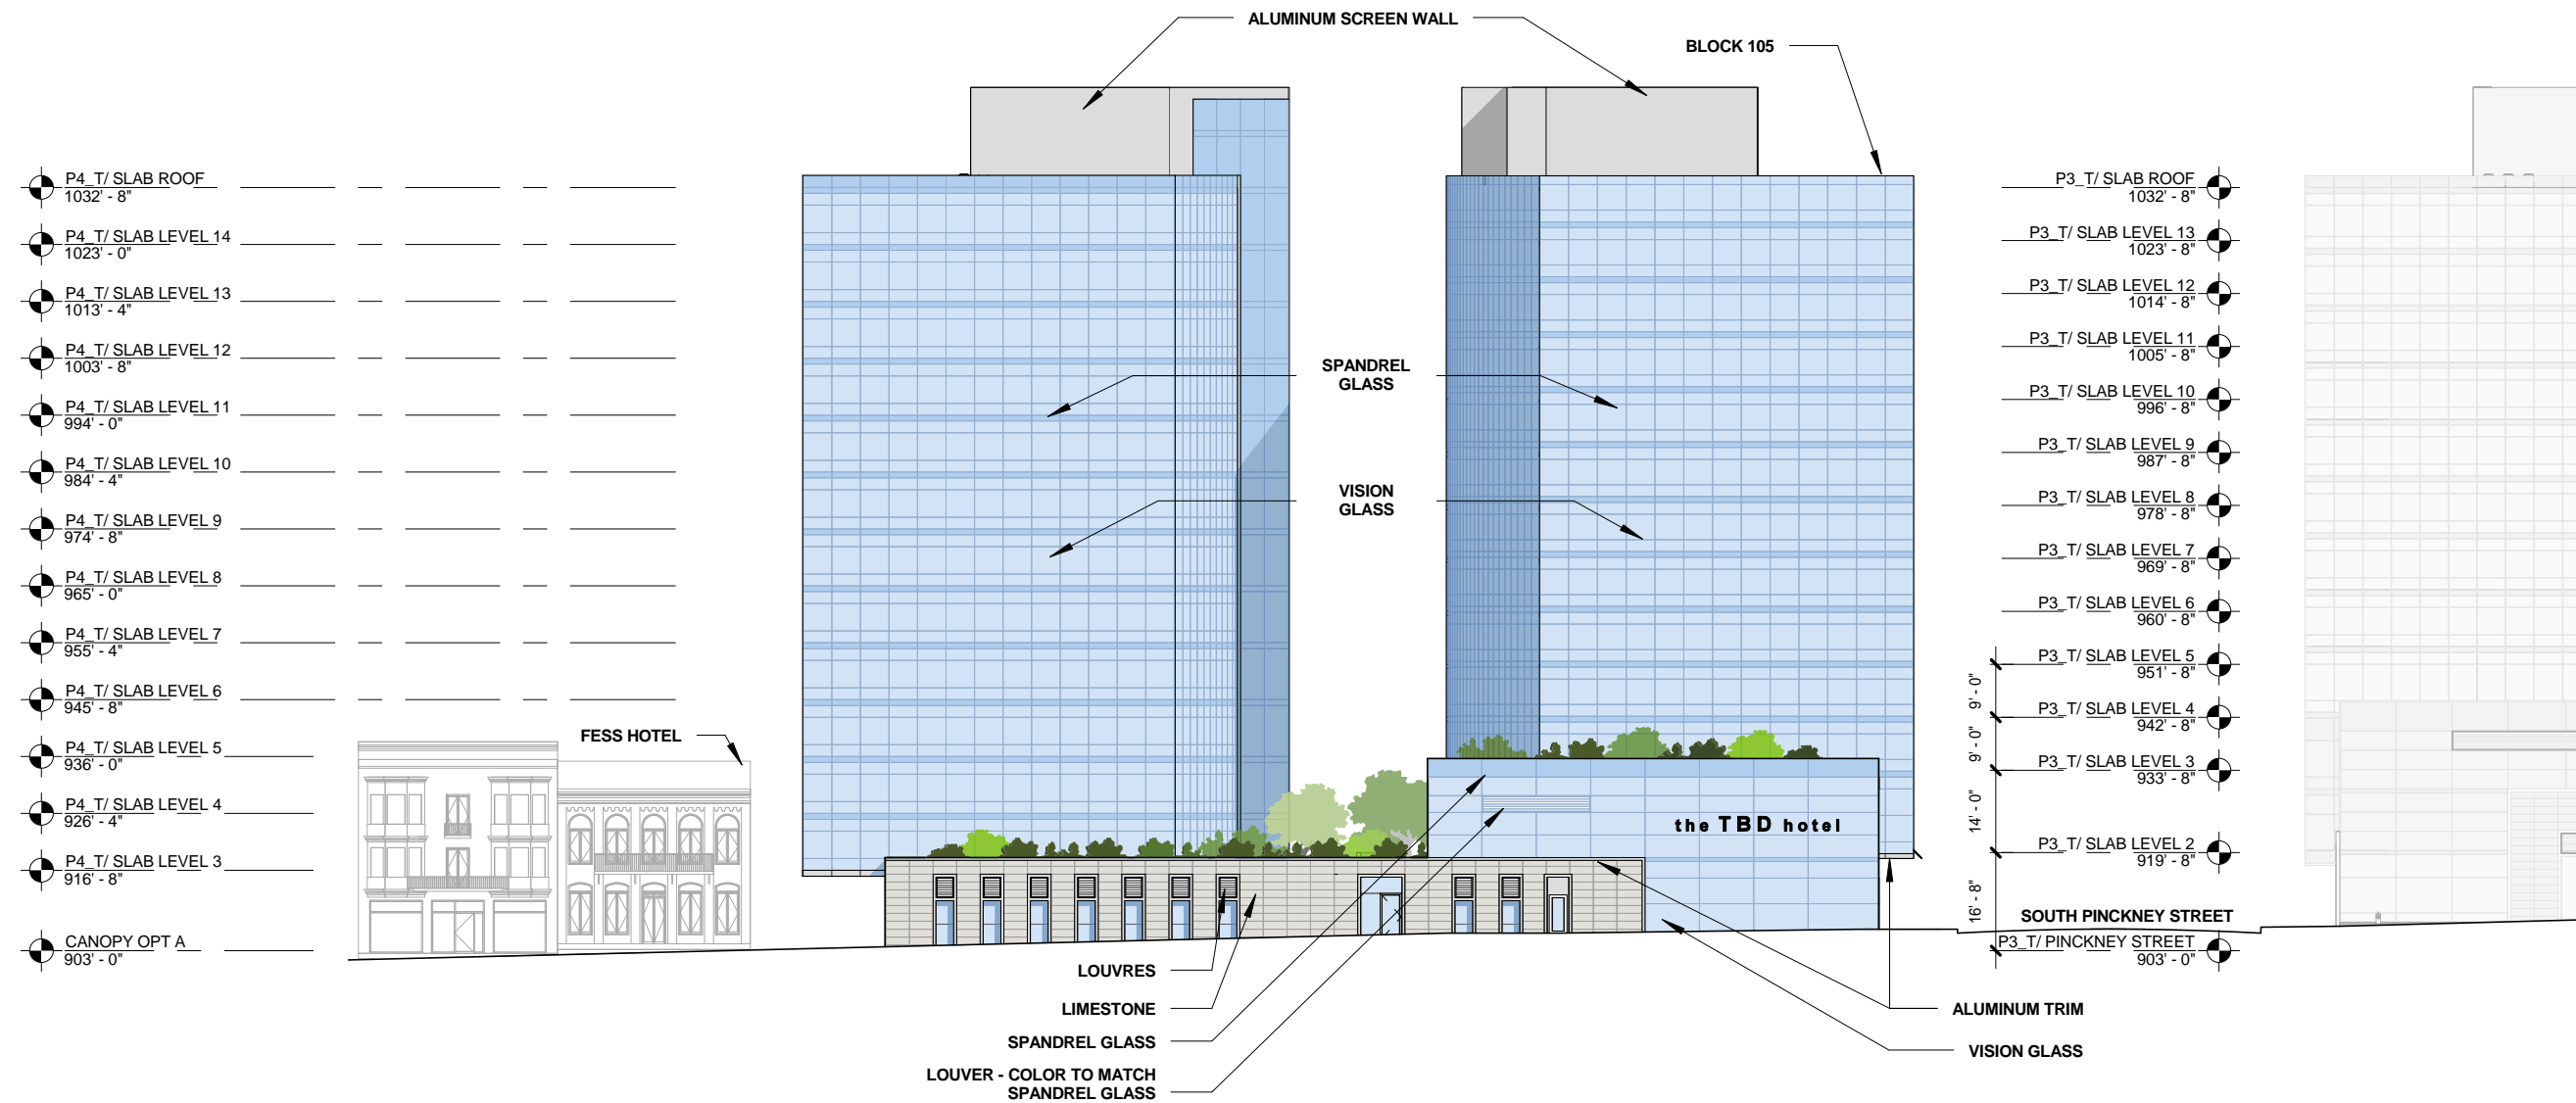 ALUMINUM SCREEN WALL
BLOCK 105
P4_T/ SLAB ROOF
1032' - 8"
P4_T/ SLAB LEVEL 14
1023' - 0"
P4_T/ SLAB LEVEL 13
1013' - 4"
P4_T/ SLAB LEVEL 12
1003' - 8"
P4_T/ SLAB LEVEL 11
994' - 0"
P4_T/ SLAB LEVEL 10
984' - 4"
P4_T/ SLAB LEVEL 9
974' - 8"
P4_T/ SLAB LEVEL 8
965' - 0"
P4_T/ SLAB LEVEL 7
955' - 4"
P4_T/ SLAB LEVEL 6
945' - 8"
P4_T/ SLAB LEVEL 5
936' - 0"
P4_T/ SLAB LEVEL 4
926' - 4"
P4_T/ SLAB LEVEL 3
916' - 8"
CANOPY OPT A
903' - 0"
FESS HOTEL
SPANDREL
GLASS
VISION
GLASS
the TBD hotel
P3_T/ SLAB ROOF
1032' - 8"
P3_T/ SLAB LEVEL 13
1023' - 8"
P3_T/ SLAB LEVEL 12
1014' - 8"
P3_T/ SLAB LEVEL 11
1005' - 8"
P3_T/ SLAB LEVEL 10
996' - 8"
P3_T/ SLAB LEVEL 9
987' - 8"
P3_T/ SLAB LEVEL 8
978' - 8"
P3_T/ SLAB LEVEL 7
969' - 8"
P3_T/ SLAB LEVEL 6
960' - 8"
P3_T/ SLAB LEVEL 5
951' - 8"
9' - 0"
P3_T/ SLAB LEVEL 4
942' - 8"
9' - 0"
P3_T/ SLAB LEVEL 3
933' - 8"
14' - 0"
P3_T/ SLAB LEVEL 2
919' - 8"
16' - 8"
SOUTH PINCKNEY STREET
P3_T/ PINCKNEY STREET
903' - 0"
LOUVRES
LIMESTONE
SPANDREL GLASS
LOUVER - COLOR TO MATCH
SPANDREL GLASS
ALUMINUM TRIM
VISION GLASS